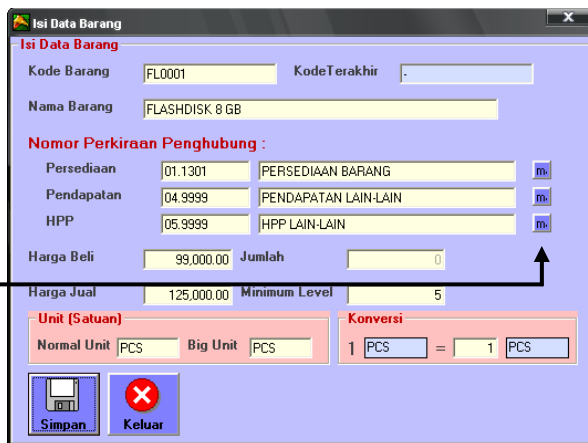 Isi Data Barang
x
Isi Data Barang
Kode Barang FL0001 KodeTerakhir -
Nama Barang FLASHDISK 8 GB
Nomor Perkiraan Penghubung :
Persediaan 01.1301 PERSEDIAAN BARANG m.
Pendapatan 04.9999 PENDAPATAN LAIN-LAIN m.
HPP 05.9999 HPP LAIN-LAIN m.
Harga Beli 99,000.00 Jumlah 0
Harga Jual 125,000.00 Minimum Level 5
Unit (Satuan) Konversi
Normal Unit PCS Big Unit PCS 1 PCS = 1 PCS
Simpan Keluar